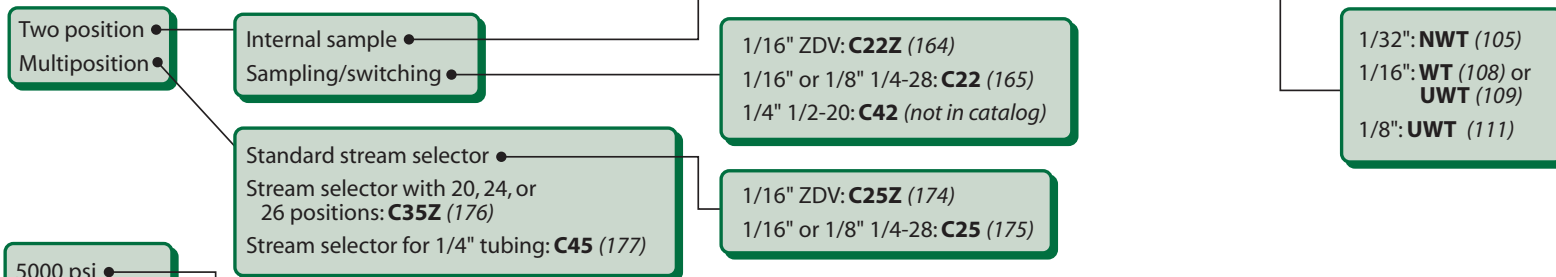 Two position
Multiposition
Internal sample
Sampling/switching
1/16" ZDV: C22Z (164)
1/16" or 1/8" 1/4-28: C22 (165)
1/4" 1/2-20: C42 (not in catalog)
1/32": NWT (105)
1/16": WT (108) or
UWT (109)
1/8": UWT (111)
Standard stream selector
Stream selector with 20, 24, or
26 positions: C35Z (176)
Stream selector for 1/4" tubing: C45 (177)
1/16" ZDV: C25Z (174)
1/16" or 1/8" 1/4-28: C25 (175)
5000 psi